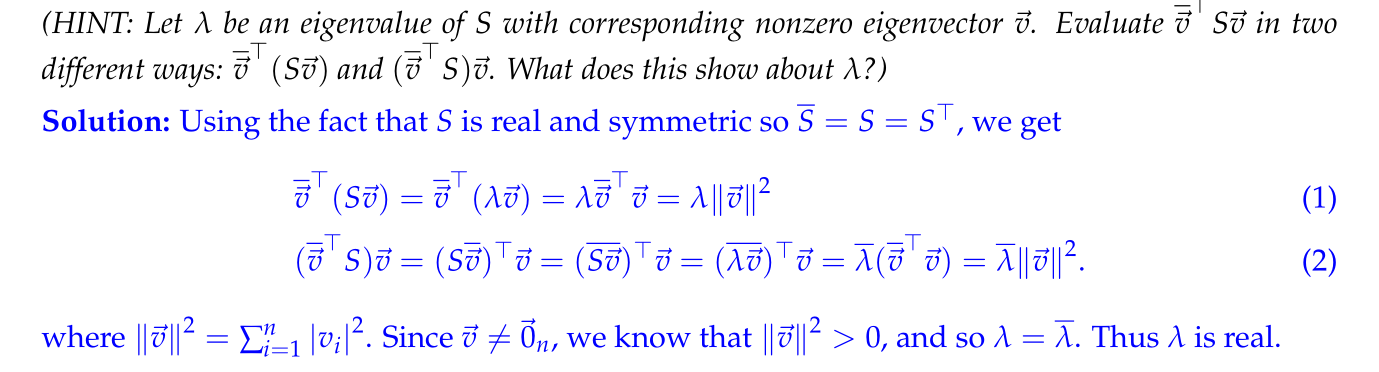 (HINT: Let λ be an eigenvalue of S with corresponding nonzero eigenvector $\vec{v}$. Evaluate $\overline{\vec{v}}^\top S\vec{v}$ in two
different ways: $\overline{\vec{v}}^\top(S\vec{v})$ and $(\overline{\vec{v}}^\top S)\vec{v}$. What does this show about λ?)
Solution: Using the fact that S is real and symmetric so $\overline{S} = S = S^\top$, we get
$\overline{\vec{v}}^\top(S\vec{v}) = \overline{\vec{v}}^\top(\lambda\vec{v}) = \lambda\overline{\vec{v}}^\top\vec{v} = \lambda\|\vec{v}\|^2$ (1)
$(\overline{\vec{v}}^\top S)\vec{v} = (S\overline{\vec{v}})^\top\vec{v} = (\overline{S\vec{v}})^\top\vec{v} = (\overline{\lambda\vec{v}})^\top\vec{v} = \overline{\lambda}(\overline{\vec{v}}^\top\vec{v}) = \overline{\lambda}\|\vec{v}\|^2.$ (2)
where $\|\vec{v}\|^2 = \sum_{i=1}^n |v_i|^2$. Since $\vec{v} \neq \vec{0}_n$, we know that $\|\vec{v}\|^2 > 0$, and so $\lambda = \overline{\lambda}$. Thus λ is real.